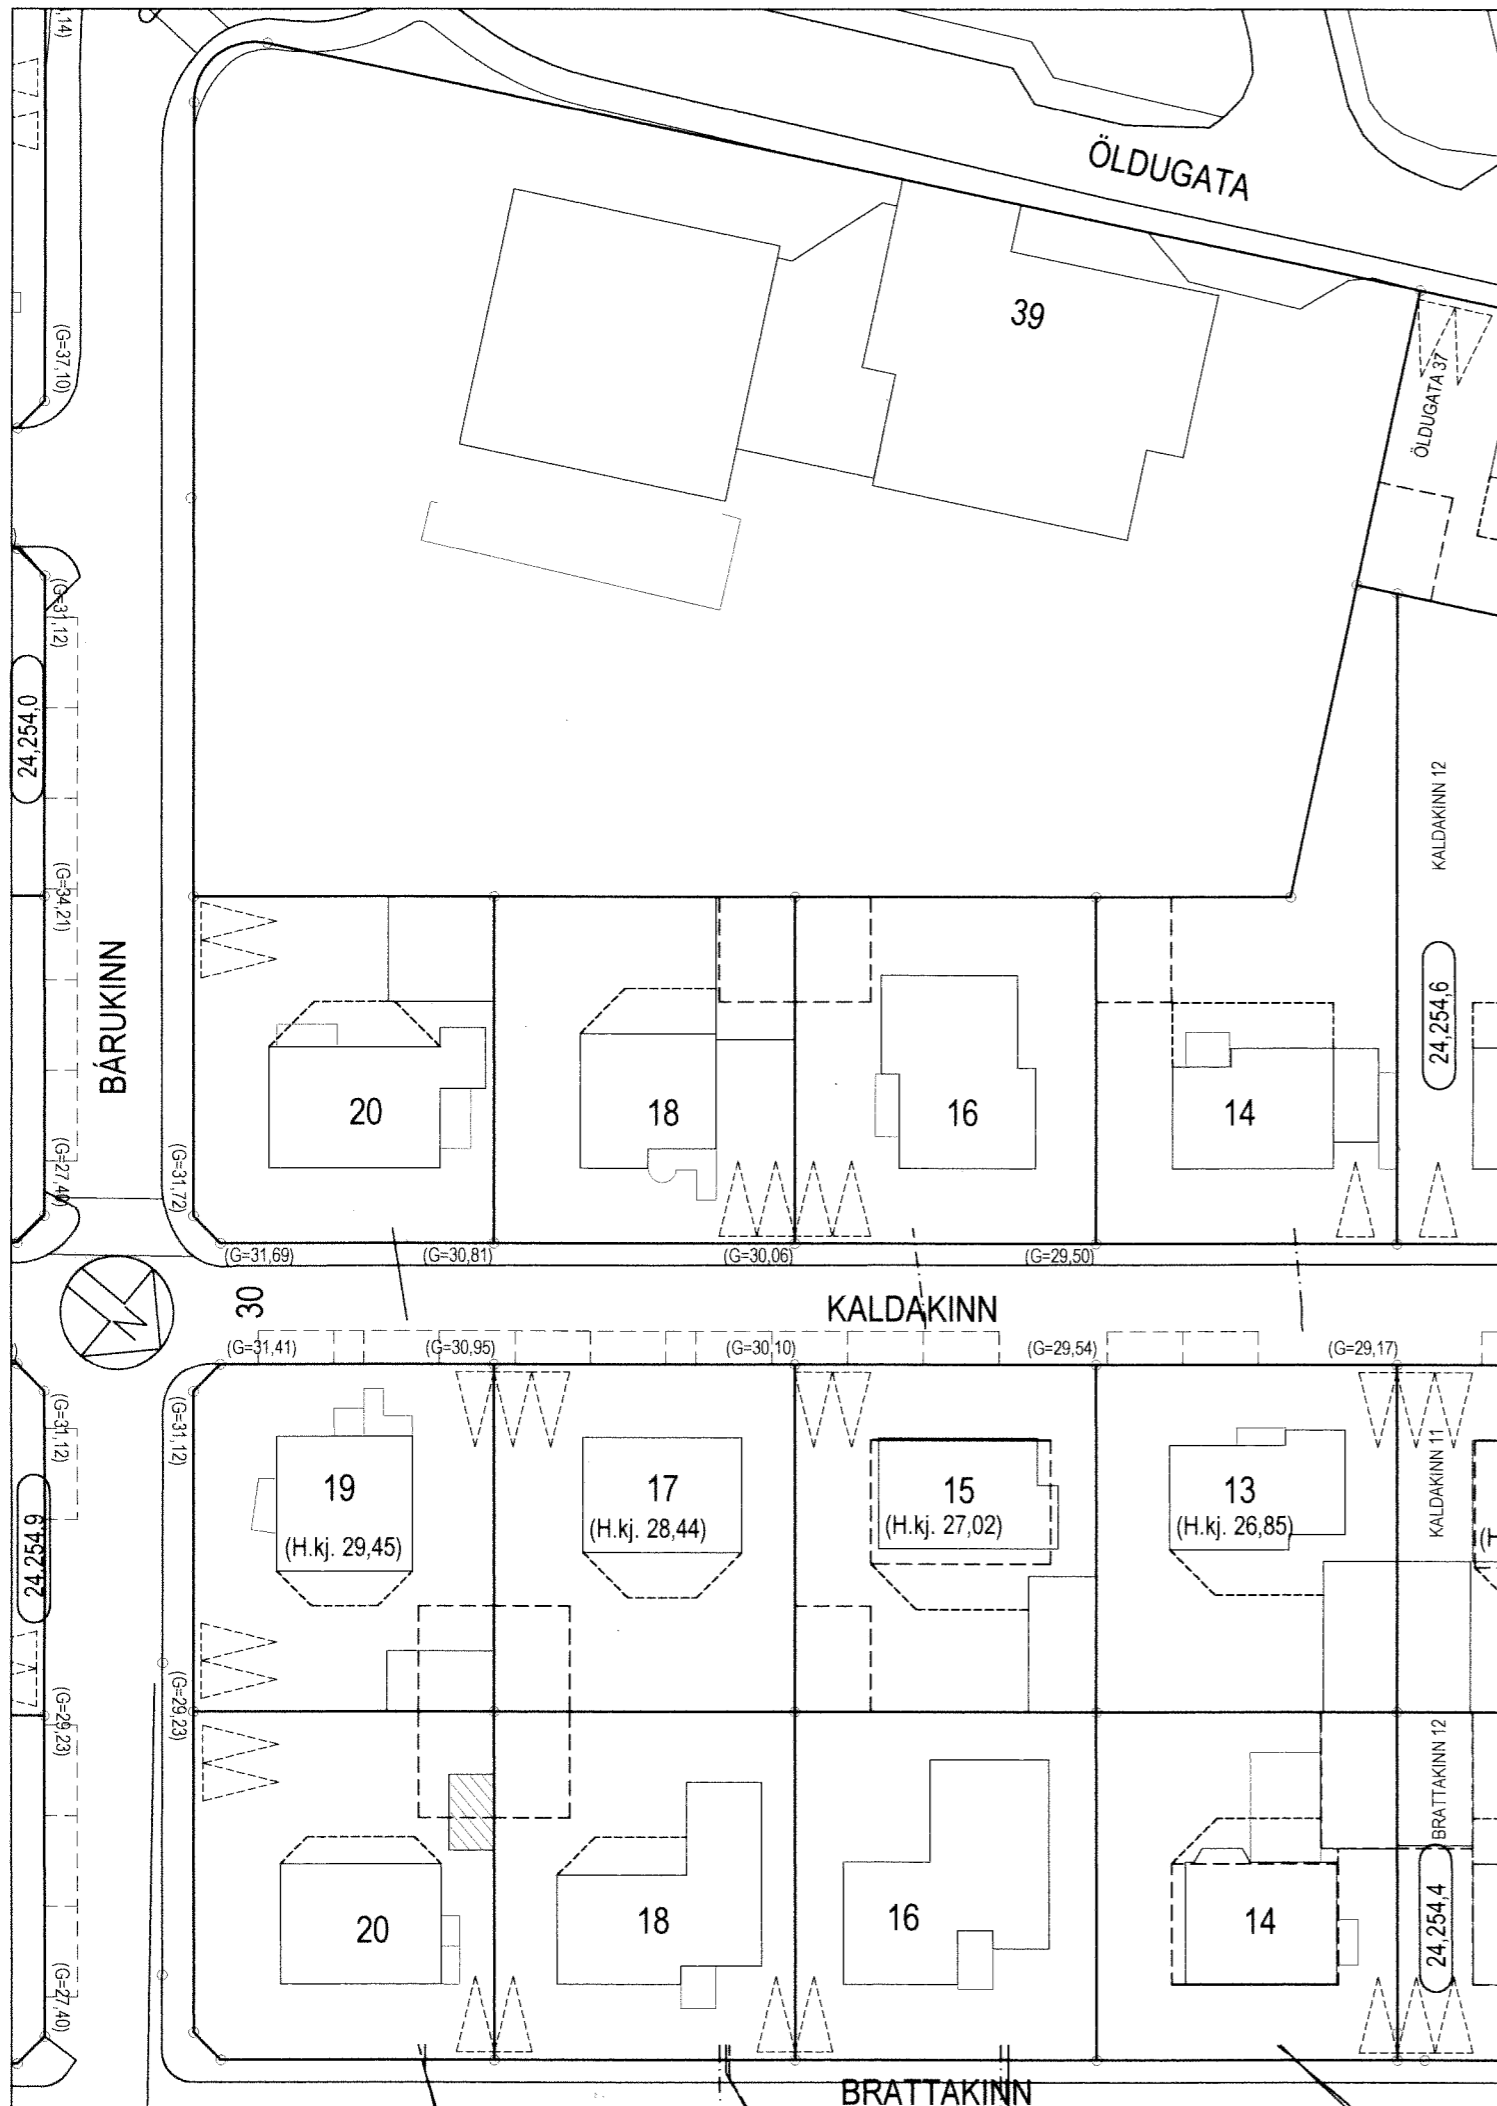 ,14)
ÖLDUGATA
39
(G=37,10)
ÖLDUGATA 37
(G=31,12)
24,254,0
KALDAKINN 12
(G=34,21)
BÁRUKINN
24,254,6
20
18
16
14
(G=27,40)
(G=31,72)
(G=31,69)
(G=30,81)
(G=30,06)
(G=29,50)
30
KALDAKINN
(G=31,41)
(G=30,95)
(G=30,10)
(G=29,54)
(G=29,17)
(G=31,12)
(G=31,12)
19
(H.kj. 29,45)
17
(H.kj. 28,44)
15
(H.kj. 27,02)
13
(H.kj. 26,85)
KALDAKINN 11
(H
24,254,9
(G=29,23)
(G=29,23)
BRATTAKINN 12
20
18
16
14
24,254,4
(G=27,40)
BRATTAKINN